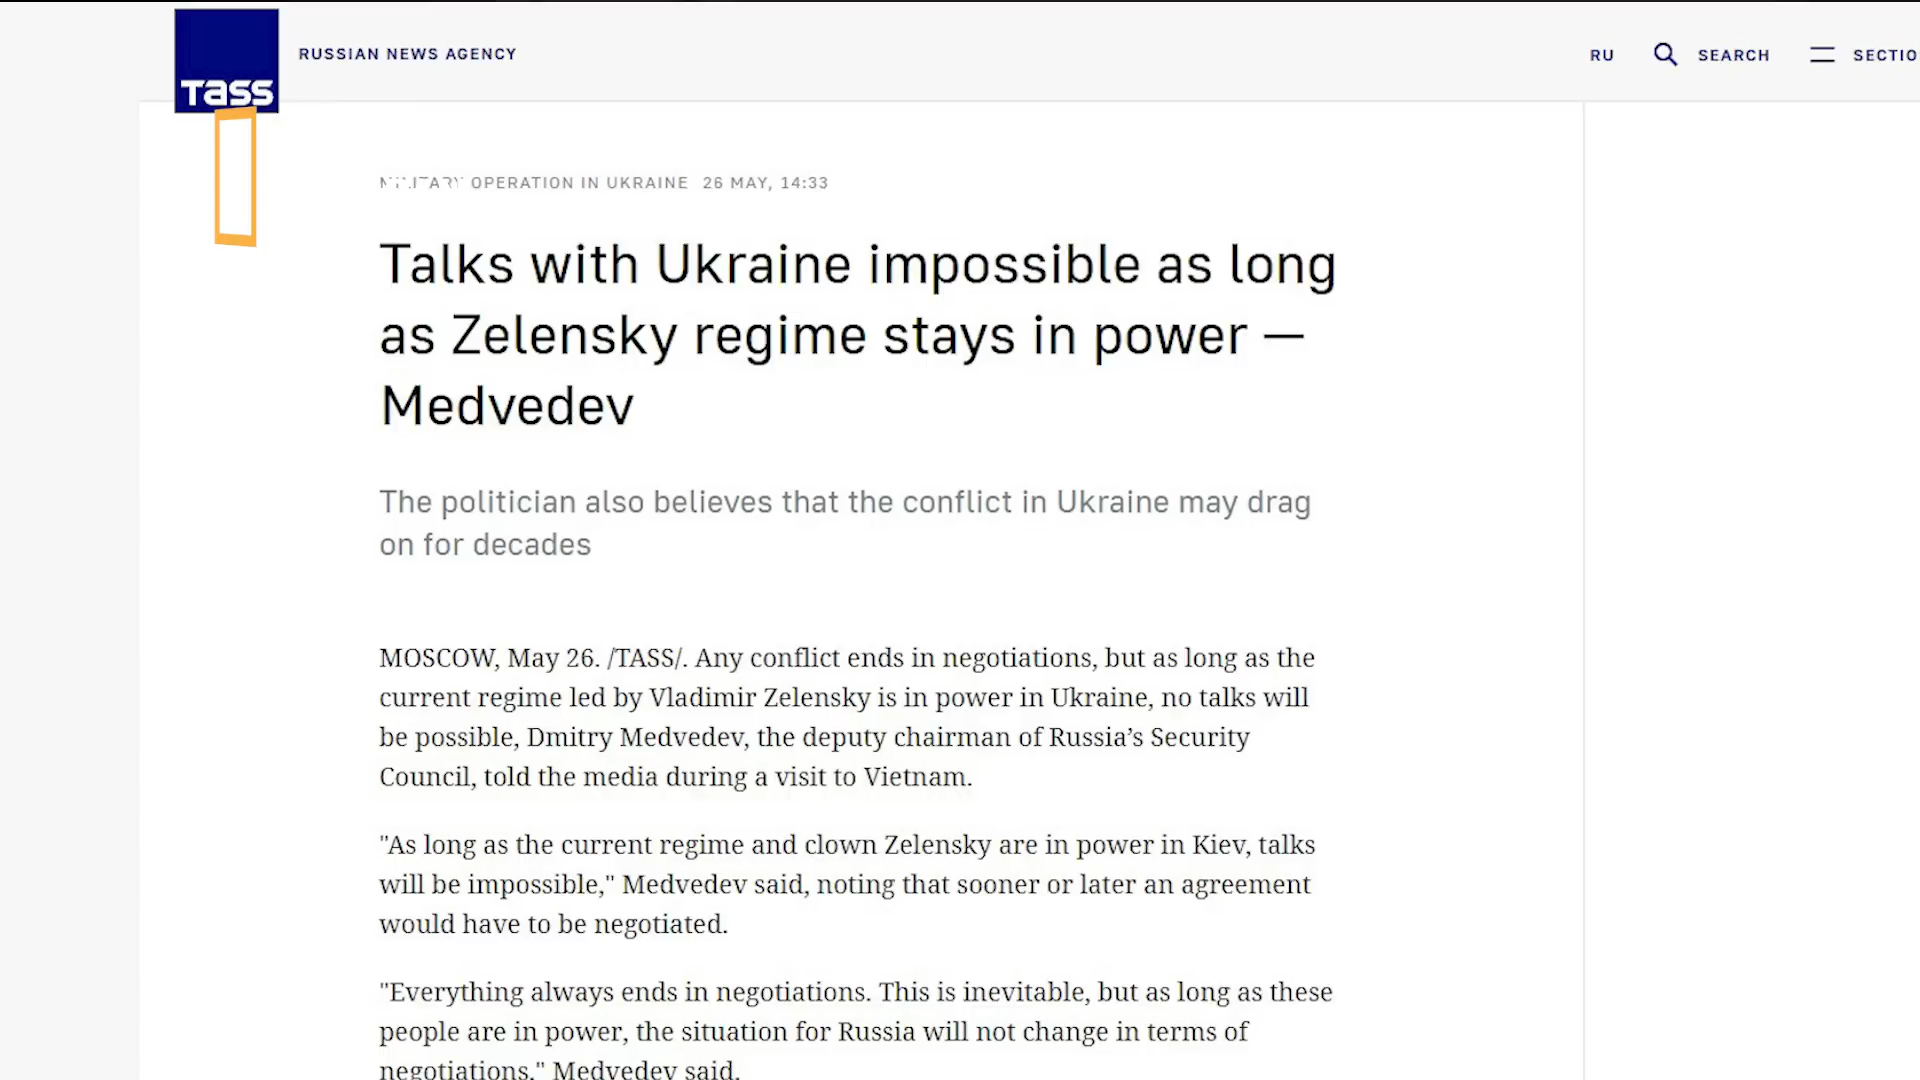 TASS
RUSSIAN NEWS AGENCY
RU
SEARCH
MILITARY OPERATION IN UKRAINE 26 MAY, 14:33
Talks with Ukraine impossible as long
as Zelensky regime stays in power —
Medvedev
The politician also believes that the conflict in Ukraine may drag
on for decades
MOSCOW, May 26. /TASS/. Any conflict ends in negotiations, but as long as the
current regime led by Vladimir Zelensky is in power in Ukraine, no talks will
be possible, Dmitry Medvedev, the deputy chairman of Russia’s Security
Council, told the media during a visit to Vietnam.
"As long as the current regime and clown Zelensky are in power in Kiev, talks
will be impossible," Medvedev said, noting that sooner or later an agreement
would have to be negotiated.
"Everything always ends in negotiations. This is inevitable, but as long as these
people are in power, the situation for Russia will not change in terms of
negotiations," Medvedev said.